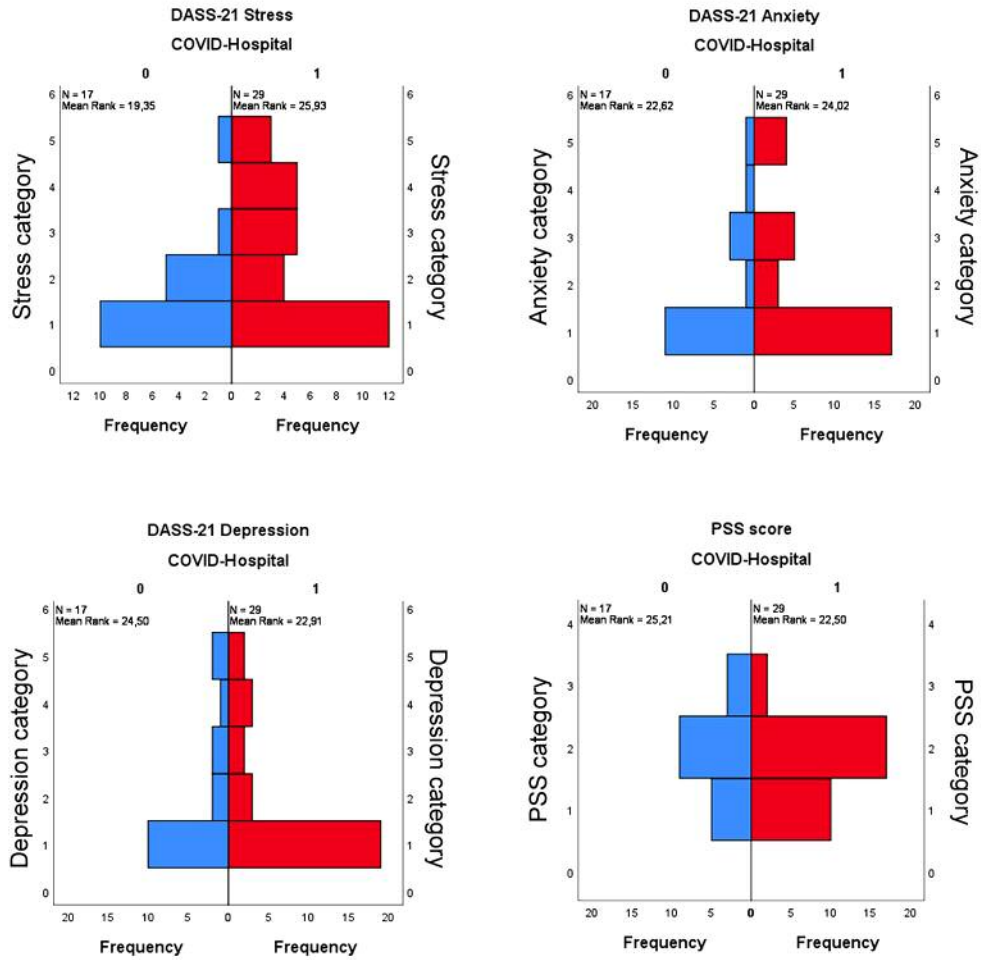 DASS-21 Stress
COVID-Hospital
0 1
N = 17
Mean Rank = 19,35
N = 29
Mean Rank = 25,93
Stress category
6
5
4
3
2
1
0
6
5
4
3
2
1
0
Stress category
12 10 8 6 4 2 0 2 4 6 8 10 12
Frequency Frequency
DASS-21 Anxiety
COVID-Hospital
0 1
N = 17
Mean Rank = 22,62
N = 29
Mean Rank = 24,02
Anxiety category
6
5
4
3
2
1
0
6
5
4
3
2
1
0
Anxiety category
20 15 10 5 0 5 10 15 20
Frequency Frequency
DASS-21 Depression
COVID-Hospital
0 1
N = 17
Mean Rank = 24,50
N = 29
Mean Rank = 22,91
Depression category
6
5
4
3
2
1
0
6
5
4
3
2
1
0
Depression category
20 15 10 5 0 5 10 15 20
Frequency Frequency
PSS score
COVID-Hospital
0 1
N = 17
Mean Rank = 25,21
N = 29
Mean Rank = 22,50
PSS category
4
3
2
1
0
4
3
2
1
0
PSS category
20 15 10 5 0 5 10 15 20
Frequency Frequency